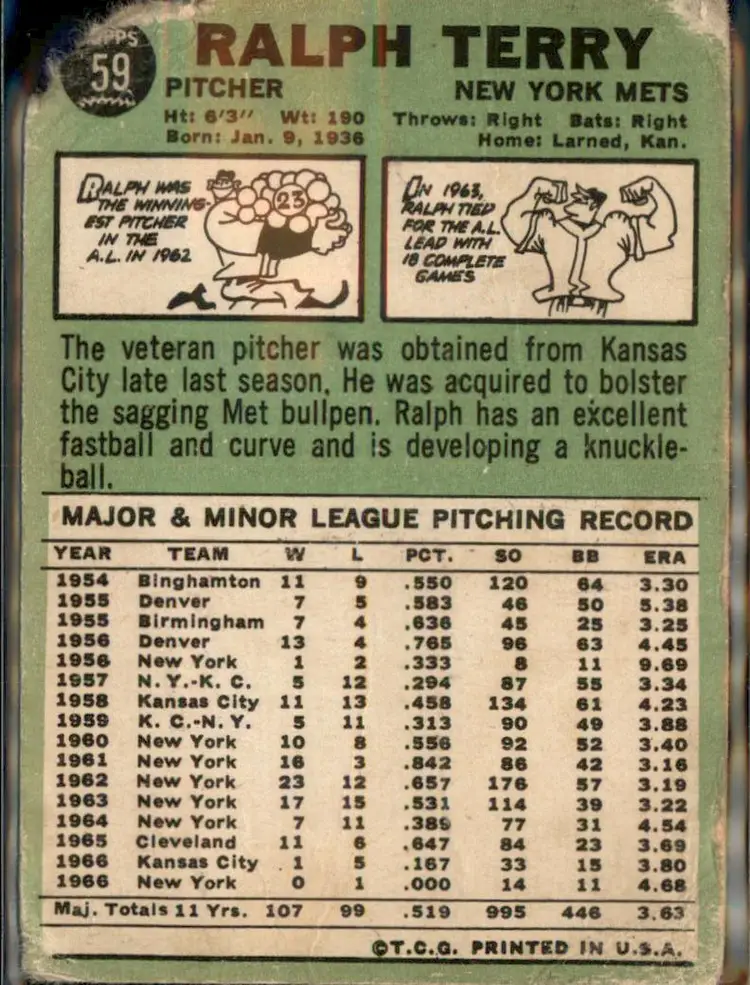 59
RALPH TERRY
PITCHER NEW YORK METS
Ht: 6'3" Wt: 190 Throws: Right Bats: Right
Born: Jan. 9, 1936 Home: Larned, Kan.
RALPH WAS
THE WINNING-
EST PITCHER
IN THE
A.L. IN 1962
23
IN 1963,
RALPH TIED
FOR THE A.L.
LEAD WITH
18 COMPLETE
GAMES
The veteran pitcher was obtained from Kansas
City late last season. He was acquired to bolster
the sagging Met bullpen. Ralph has an excellent
fastball and curve and is developing a knuckle-
ball.
MAJOR & MINOR LEAGUE PITCHING RECORD
YEAR TEAM W L PCT. SO BB ERA
1954 Binghamton 11 9 .550 120 64 3.30
1955 Denver 7 5 .583 46 50 5.38
1955 Birmingham 7 4 .636 45 25 3.25
1956 Denver 13 4 .765 96 63 4.45
1956 New York 1 2 .333 8 11 9.69
1957 N.Y.-K.C. 5 12 .294 87 55 3.34
1958 Kansas City 11 13 .458 134 61 4.23
1959 K.C.-N.Y. 5 11 .313 90 49 3.88
1960 New York 10 8 .556 92 52 3.40
1961 New York 16 3 .842 86 42 3.16
1962 New York 23 12 .657 176 57 3.19
1963 New York 17 15 .531 114 39 3.22
1964 New York 7 11 .389 77 31 4.54
1965 Cleveland 11 6 .647 84 23 3.69
1966 Kansas City 1 5 .167 33 15 3.80
1966 New York 0 1 .000 14 11 4.68
Maj. Totals 11 Yrs. 107 99 .519 995 446 3.63
©T.C.G. PRINTED IN U.S.A.